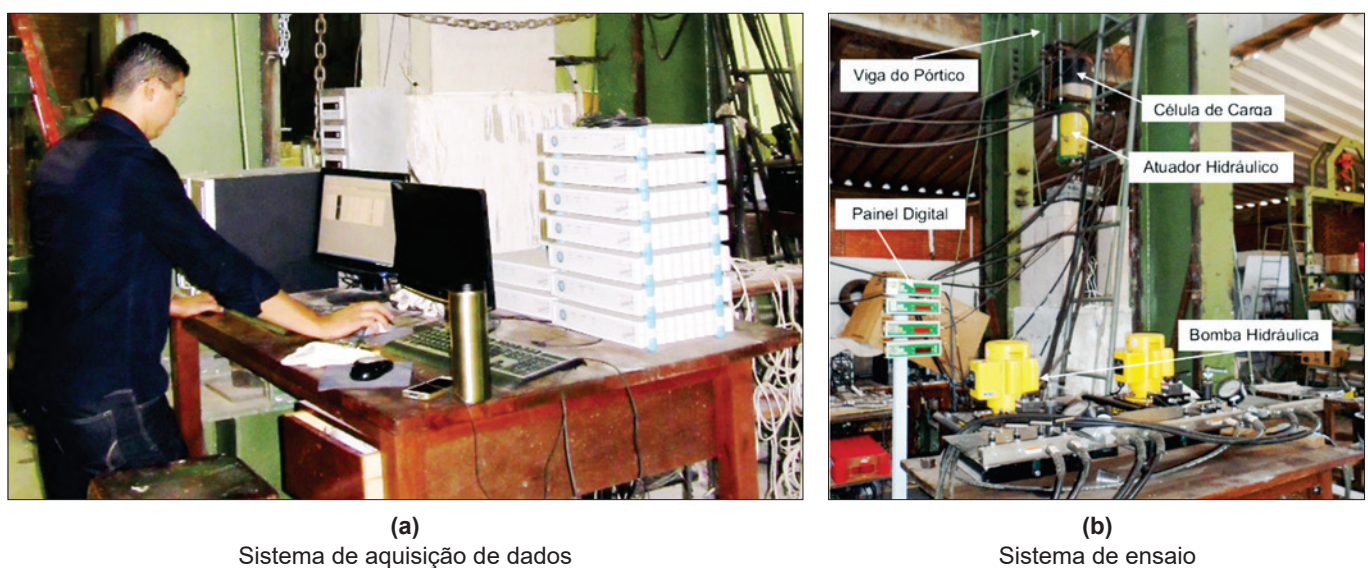 Viga do Pórtico
Célula de Carga
Atuador Hidráulico
Painel Digital
Bomba Hidráulica
(a)
Sistema de aquisição de dados
(b)
Sistema de ensaio